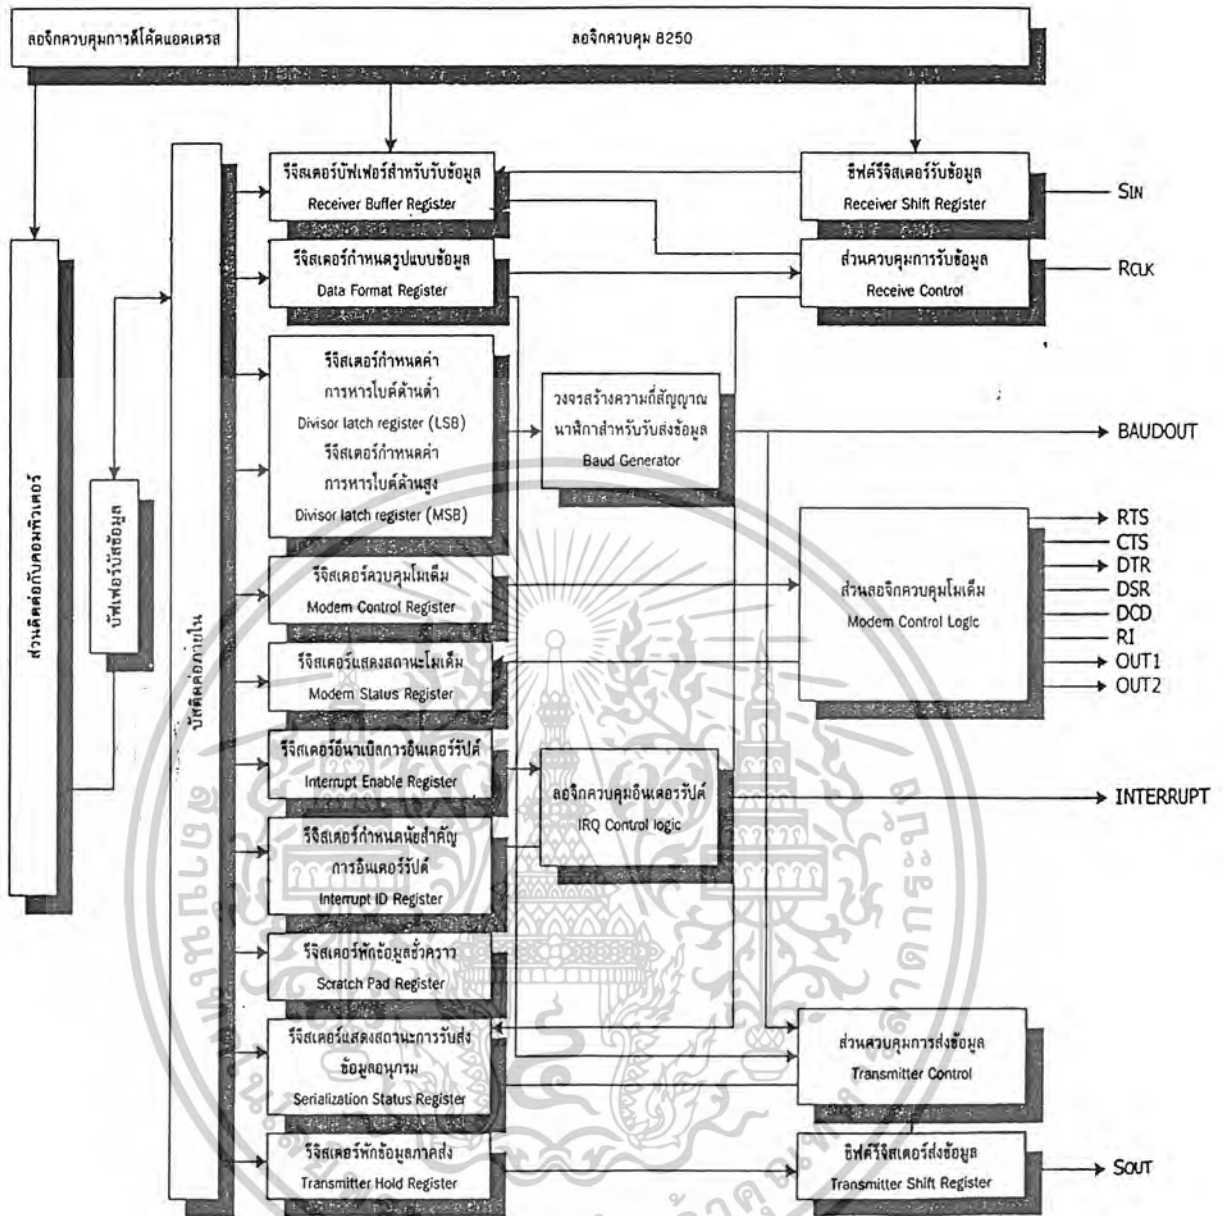 ลอจิกควบคุมการดีโค้ดแอดเดรส
ลอจิกควบคุม 8250
รีจิสเตอร์บัฟเฟอร์สำหรับรับข้อมูล
Receiver Buffer Register
ชิฟต์รีจิสเตอร์รับข้อมูล
Receiver Shift Register
SIN
รีจิสเตอร์กำหนดรูปแบบข้อมูล
Data Format Register
ส่วนควบคุมการรับข้อมูล
Receive Control
RCLK
ส่วนติดต่อกับคอมพิวเตอร์
บัฟเฟอร์บัสข้อมูล
บัสติดต่อภายใน
รีจิสเตอร์กำหนดค่า
การหารไบต์ด้านต่ำ
Divisor latch register (LSB)
รีจิสเตอร์กำหนดค่า
การหารไบต์ด้านสูง
Divisor latch register (MSB)
วงจรสร้างความถี่สัญญาณ
นาฬิกาสำหรับรับส่งข้อมูล
Baud Generator
BAUDOUT
รีจิสเตอร์ควบคุมโมเด็ม
Modem Control Register
ส่วนลอจิกควบคุมโมเด็ม
Modem Control Logic
RTS
CTS
DTR
DSR
DCD
RI
OUT1
OUT2
รีจิสเตอร์แสดงสถานะโมเด็ม
Modem Status Register
รีจิสเตอร์อีนาเบิลการอินเตอร์รัปต์
Interrupt Enable Register
ลอจิกควบคุมอินเตอร์รัปต์
IRQ Control logic
INTERRUPT
รีจิสเตอร์กำหนดนัยสำคัญ
การอินเตอร์รัปต์
Interrupt ID Register
รีจิสเตอร์พักข้อมูลชั่วคราว
Scratch Pad Register
รีจิสเตอร์แสดงสถานะการรับส่ง
ข้อมูลอนุกรม
Serialization Status Register
ส่วนควบคุมการส่งข้อมูล
Transmitter Control
รีจิสเตอร์พักข้อมูลภาคส่ง
Transmitter Hold Register
ชิฟต์รีจิสเตอร์ส่งข้อมูล
Transmitter Shift Register
SOUT